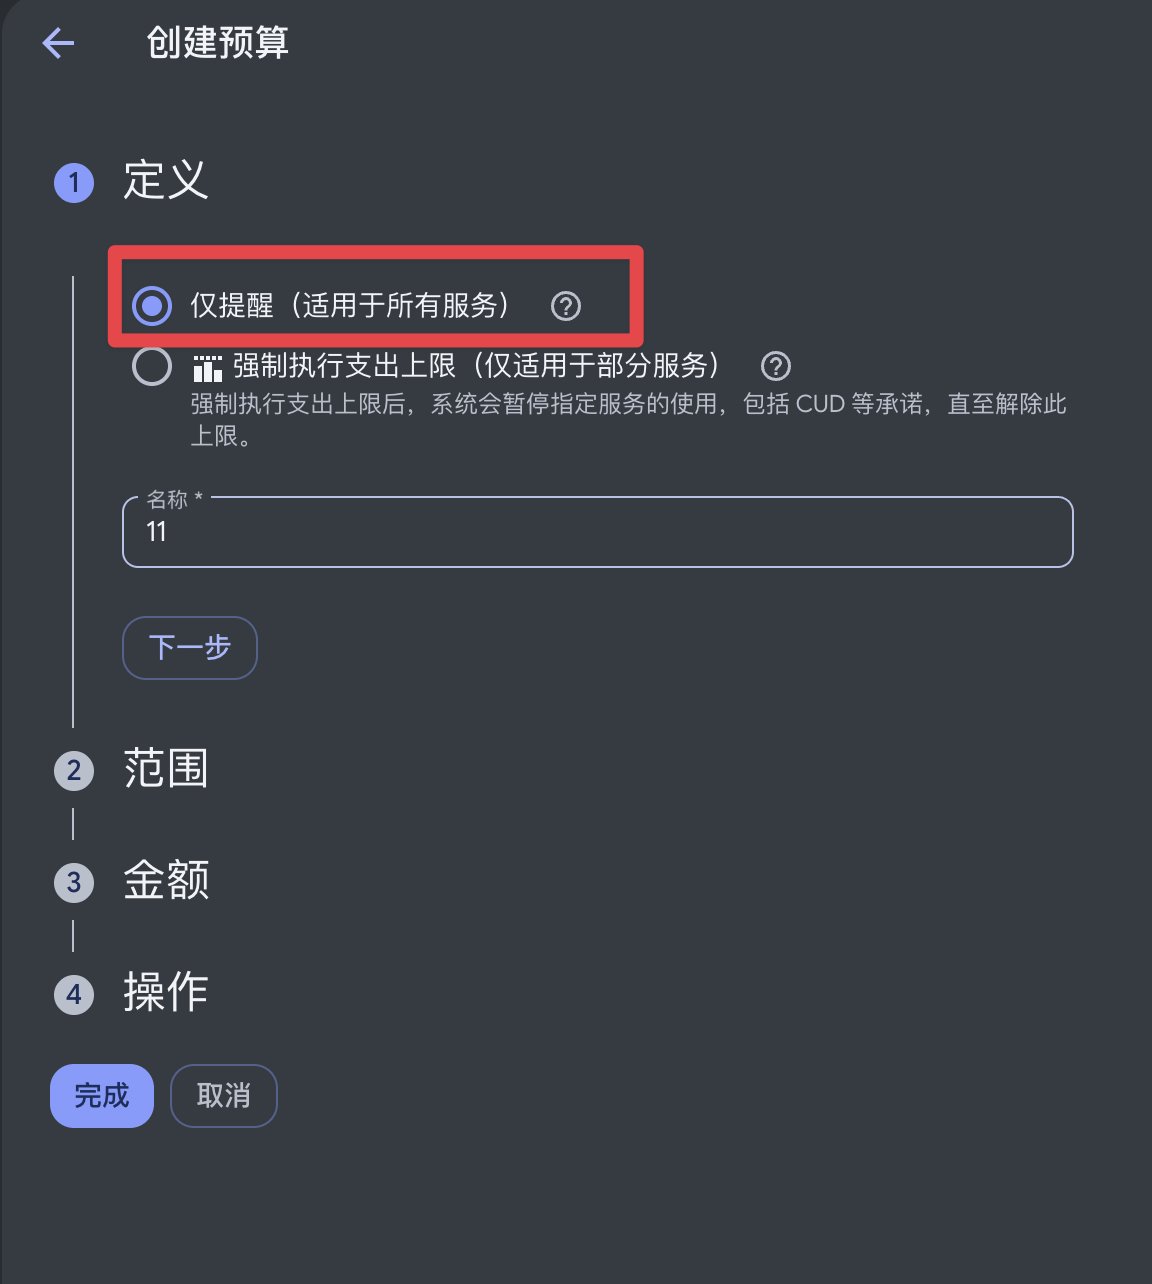 创建预算
1 定义
仅提醒（适用于所有服务）
强制执行支出上限（仅适用于部分服务）
强制执行支出上限后，系统会暂停指定服务的使用，包括 CUD 等承诺，直至解除此
上限。
名称 *
11
下一步
2 范围
3 金额
4 操作
完成 取消